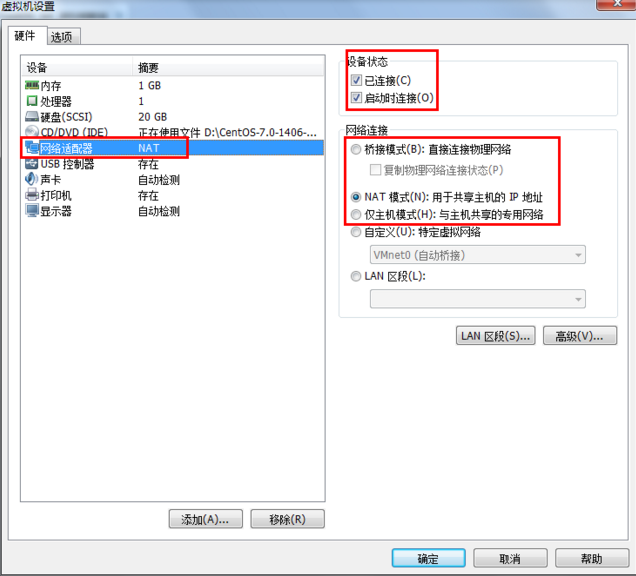 虚拟机设置
硬件 选项
设备 摘要
内存 1 GB
处理器 1
硬盘(SCSI) 20 GB
CD/DVD (IDE) 正在使用文件 D:\CentOS-7.0-1406-...
网络适配器 NAT
USB 控制器 存在
声卡 自动检测
打印机 存在
显示器 自动检测
添加(A)... 移除(R)
设备状态
已连接(C)
启动时连接(O)
网络连接
桥接模式(B): 直接连接物理网络
复制物理网络连接状态(P)
NAT 模式(N): 用于共享主机的 IP 地址
仅主机模式(H): 与主机共享的专用网络
自定义(U): 特定虚拟网络
VMnet0 (自动桥接)
LAN 区段(L):
LAN 区段(S)... 高级(V)...
确定 取消 帮助